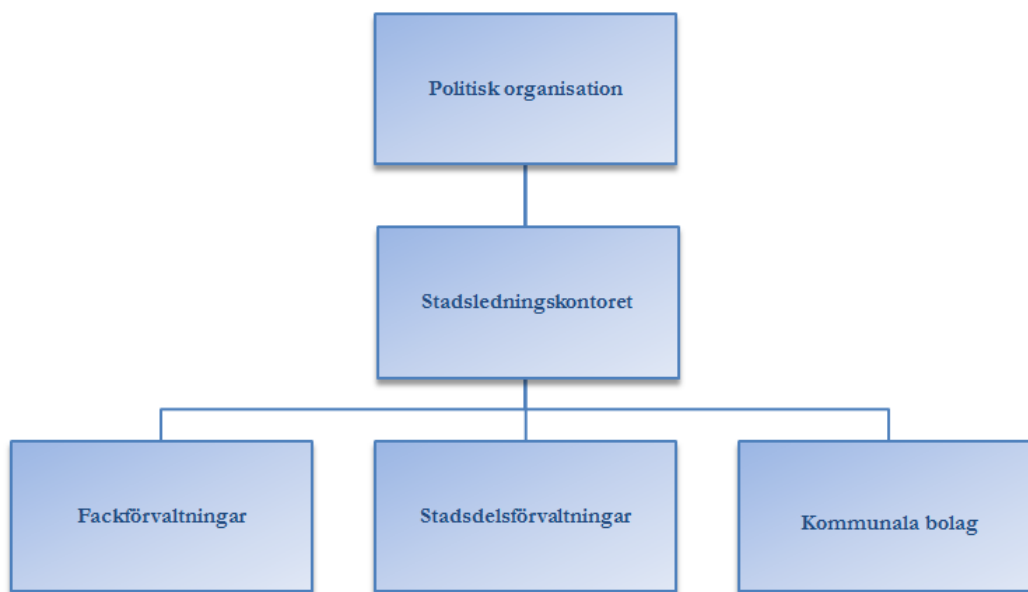 Politisk organisation
Stadsledningskontoret
Fackförvaltningar
Stadsdelsförvaltningar
Kommunala bolag